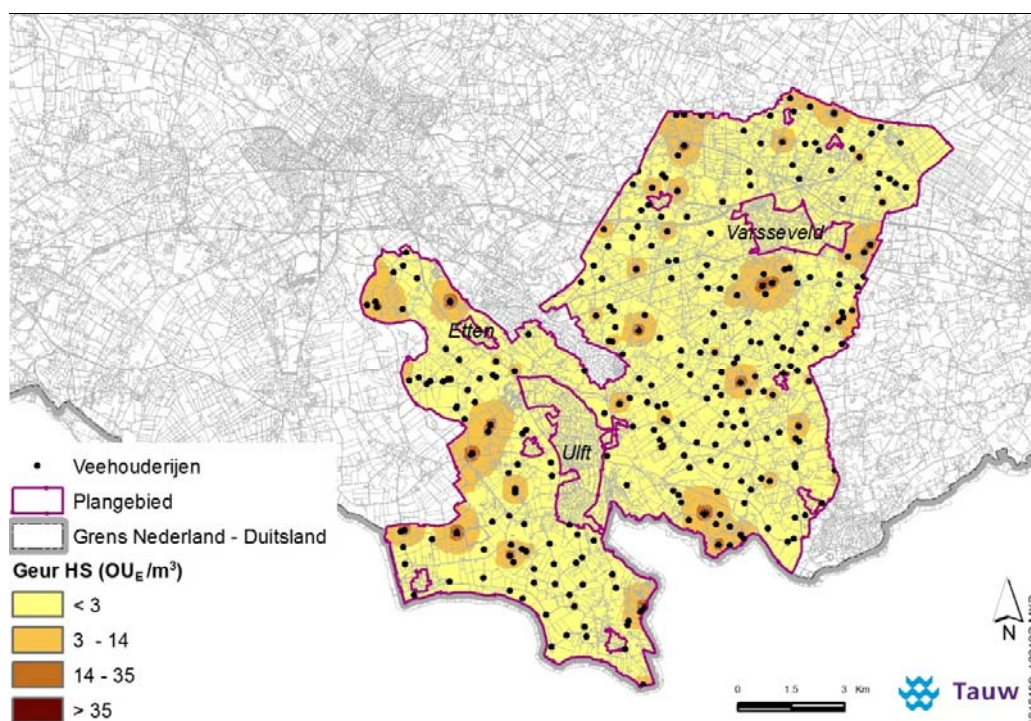 Varsseveld
Etten
Ulft
Veehouderijen
Plangebied
Grens Nederland - Duitsland
Geur HS (OU_E/m³)
< 3
3 - 14
14 - 35
> 35
N
0 1.5 3 Km
Tauw